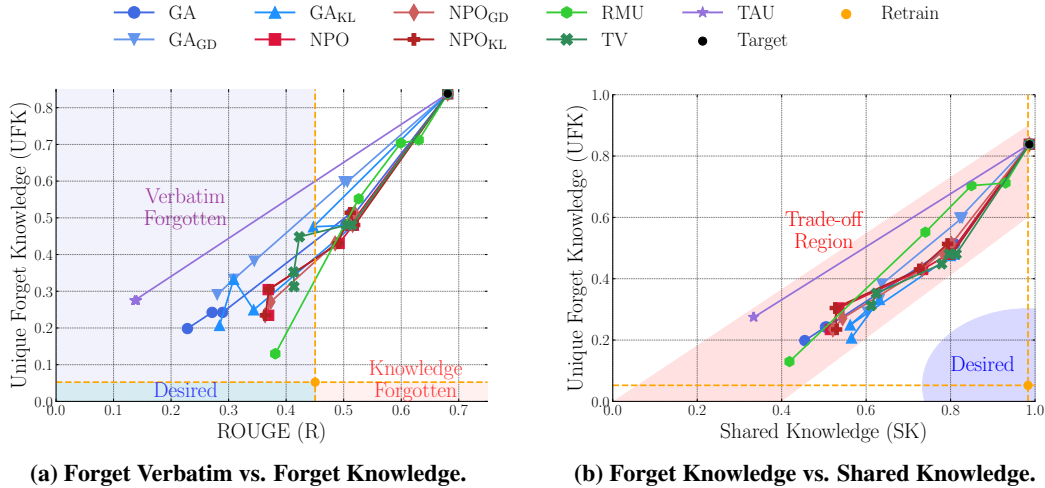 GA GA_KL NPO_GD RMU TAU Retrain
GA_GD NPO NPO_KL TV Target
Unique Forget Knowledge (UFK)
0.8
0.7
0.6
0.5
0.4
0.3
0.2
0.1
0.0
Verbatim
Forgotten
Desired
Knowledge
Forgotten
0.0 0.1 0.2 0.3 0.4 0.5 0.6 0.7
ROUGE (R)
(a) Forget Verbatim vs. Forget Knowledge.
Unique Forget Knowledge (UFK)
1.0
0.8
0.6
0.4
0.2
0.0
Trade-off
Region
Desired
0.0 0.2 0.4 0.6 0.8 1.0
Shared Knowledge (SK)
(b) Forget Knowledge vs. Shared Knowledge.